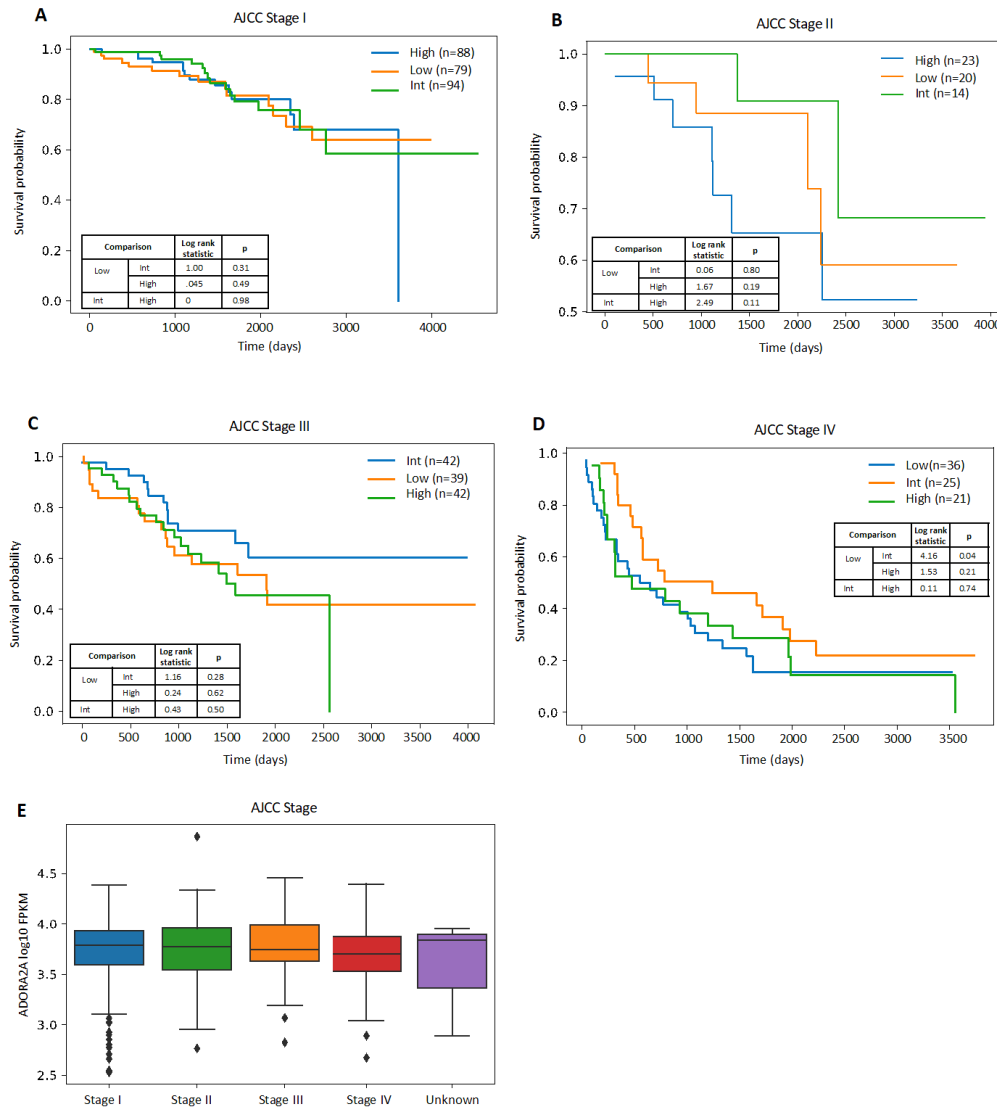 A
AJCC Stage I
High (n=88)
Low (n=79)
Int (n=94)
Survival probability
1.0
0.8
0.6
0.4
0.2
0.0
Comparison Log rank statistic p
Low Int 1.00 0.31
High .045 0.49
Int High 0 0.98
0 1000 2000 3000 4000
Time (days)
B
AJCC Stage II
High (n=23)
Low (n=20)
Int (n=14)
Survival probability
1.0
0.9
0.8
0.7
0.6
0.5
Comparison Log rank statistic p
Low Int 0.06 0.80
High 1.67 0.19
Int High 2.49 0.11
0 500 1000 1500 2000 2500 3000 3500 4000
Time (days)
C
AJCC Stage III
Int (n=42)
Low (n=39)
High (n=42)
Survival probability
1.0
0.8
0.6
0.4
0.2
0.0
Comparison Log rank statistic p
Low Int 1.16 0.28
High 0.24 0.62
Int High 0.43 0.50
0 500 1000 1500 2000 2500 3000 3500 4000
Time (days)
D
AJCC Stage IV
Low(n=36)
Int (n=25)
High (n=21)
Survival probability
1.0
0.8
0.6
0.4
0.2
0.0
Comparison Log rank statistic p
Low Int 4.16 0.04
High 1.53 0.21
Int High 0.11 0.74
0 500 1000 1500 2000 2500 3000 3500
Time (days)
E
AJCC Stage
ADORA2A log10 FPKM
4.5
4.0
3.5
3.0
2.5
Stage I Stage II Stage III Stage IV Unknown